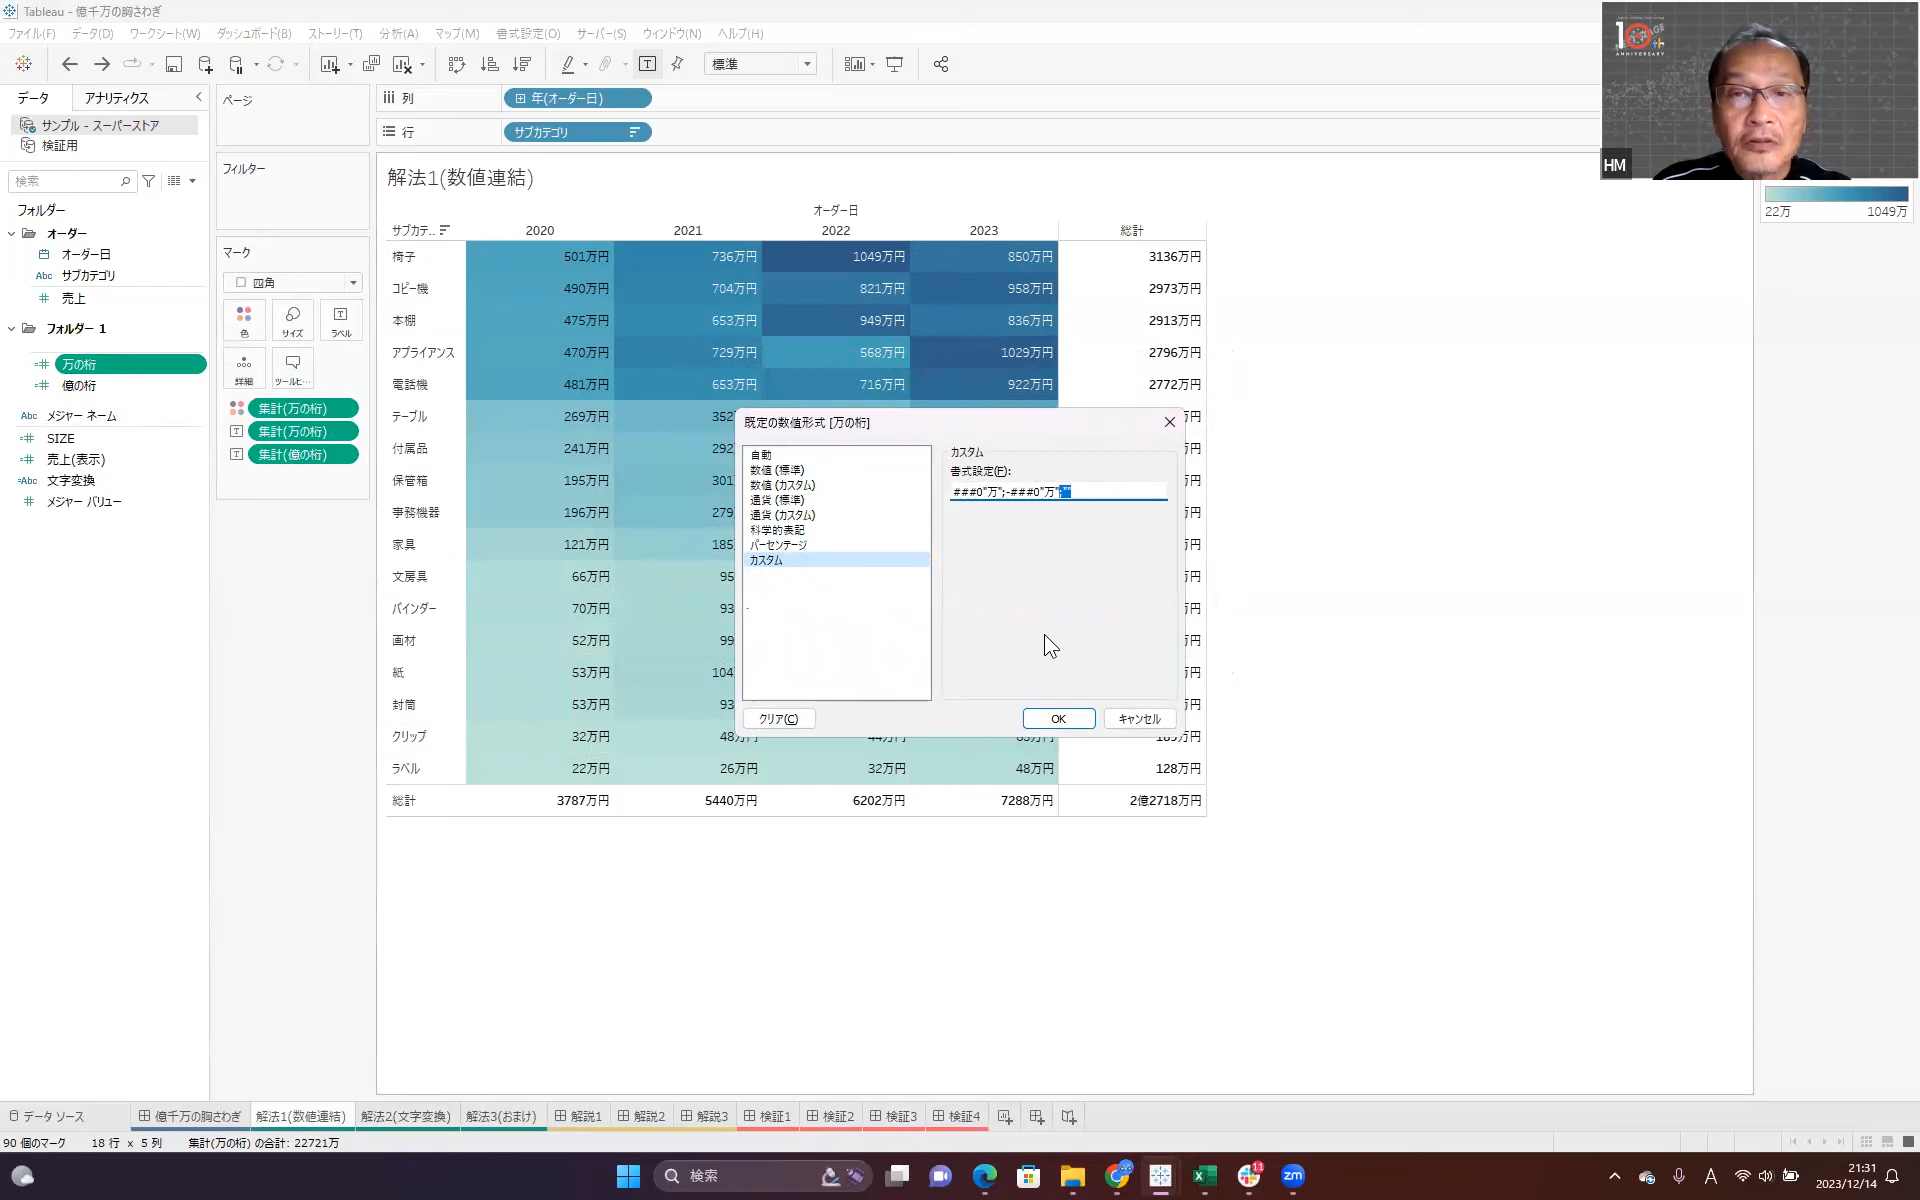 Tableau - 億千万の胸さわぎ
ファイル(F) データ(D) ワークシート(W) ダッシュボード(B) ストーリー(T) 分析(A) マップ(M) 書式設定(O) サーバー(S) ウィンドウ(N) ヘルプ(H)
標準
データ アナリティクス
サンプル - スーパーストア
検証用
検索
フォルダー
オーダー
オーダー日
Abc サブカテゴリ
売上
フォルダー 1
万の桁
億の桁
Abc メジャー ネーム
SIZE
売上(表示)
Abc 文字変換
メジャー バリュー
ページ
フィルター
マーク
四角
色 サイズ ラベル
詳細 ツールヒ…
集計(万の桁)
集計(万の桁)
集計(億の桁)
列 年(オーダー日)
行 サブカテゴリ
解法1(数値連結)
オーダー日
サブカテ.. 2020 2021 2022 2023 総計
椅子 501万円 736万円 1049万円 850万円 3136万円
コピー機 490万円 704万円 821万円 958万円 2973万円
本棚 475万円 653万円 949万円 836万円 2913万円
アプライアンス 470万円 729万円 568万円 1029万円 2796万円
電話機 481万円 653万円 716万円 922万円 2772万円
テーブル 269万円 352
付属品 241万円 292
保管箱 195万円 301
事務機器 196万円 279
家具 121万円 185
文房具 66万円 95
バインダー 70万円 93
画材 52万円 99
紙 53万円 104
封筒 53万円 93
クリップ 32万円
ラベル 22万円 26万円 32万円 48万円 128万円
総計 3787万円 5440万円 6202万円 7288万円 2億2718万円
既定の数値形式 [万の桁]
自動
数値 (標準)
数値 (カスタム)
通貨 (標準)
通貨 (カスタム)
科学的表記
パーセンテージ
カスタム
カスタム
書式設定(F):
###0"万";-###0"万";""
クリア(C) OK キャンセル
10th
ANNIVERSARY
HM
22万 1049万
データ ソース 億千万の胸さわぎ 解法1(数値連結) 解法2(文字変換) 解法3(おまけ) 解説1 解説2 解説3 検証1 検証2 検証3 検証4
90 個のマーク 18 行 x 5 列 集計(万の桁) の合計: 22721万
検索
11
zm
A
21:31
2023/12/14